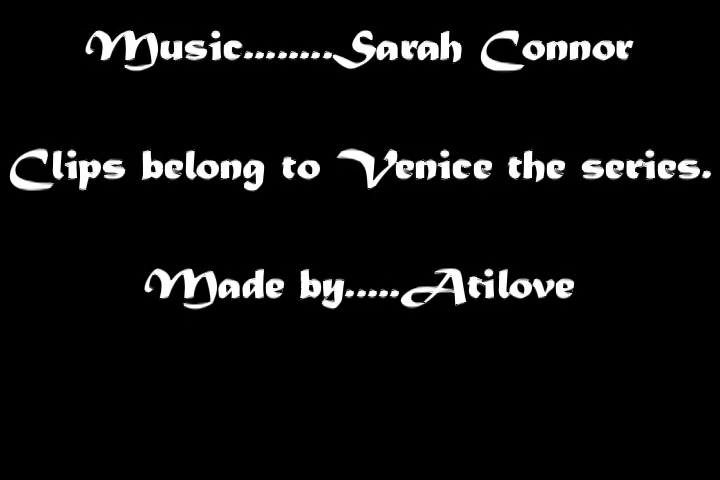 Music........Sarah Connor
Clips belong to Venice the series.
Made by.....Atilove